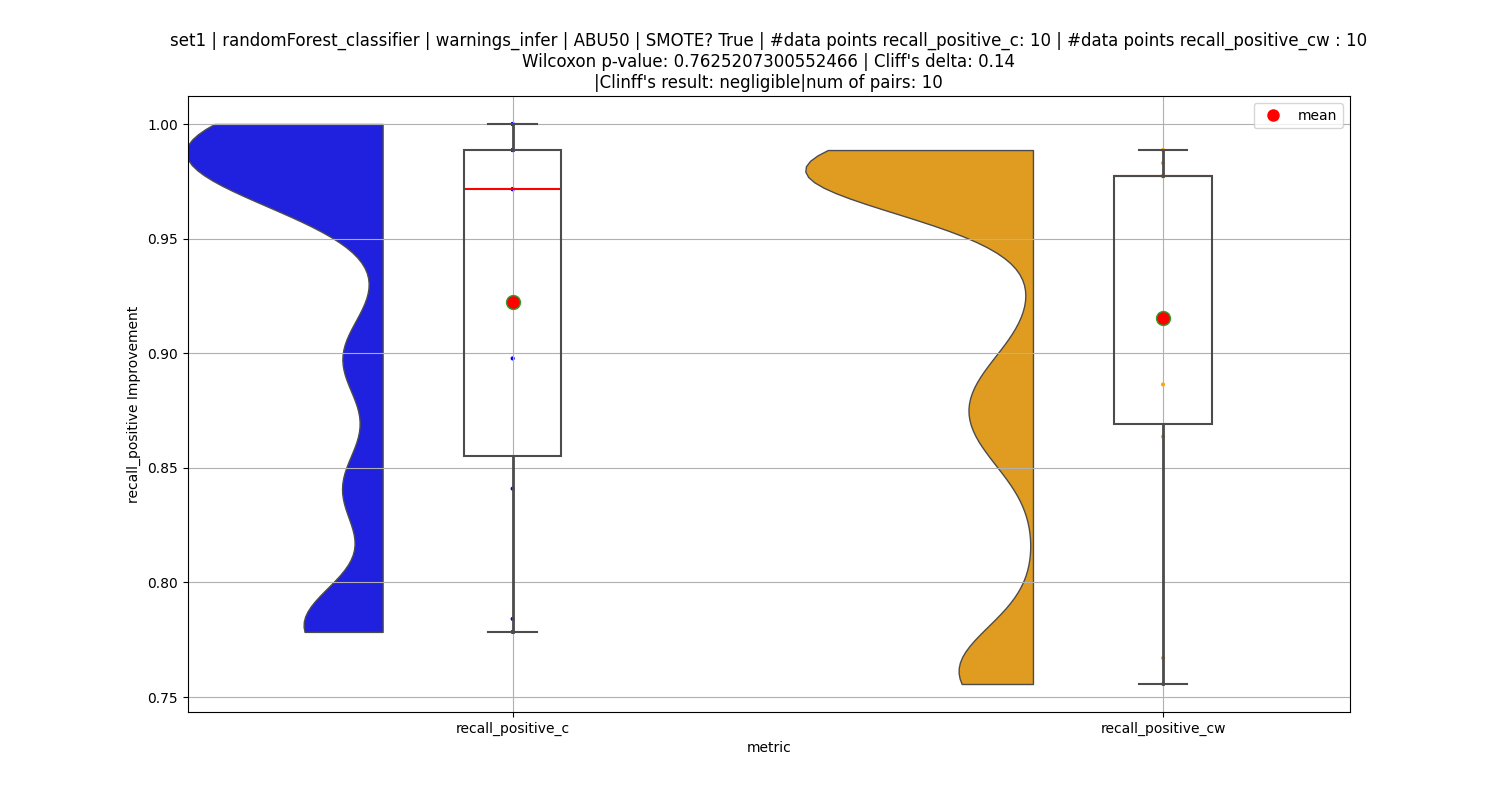 set1 | randomForest_classifier | warnings_infer | ABU50 | SMOTE? True | #data points recall_positive_c: 10 | #data points recall_positive_cw : 10
Wilcoxon p-value: 0.7625207300552466 | Cliff's delta: 0.14
|Clinff's result: negligible|num of pairs: 10
mean
1.00
0.95
0.90
0.85
0.80
0.75
recall_positive Improvement
recall_positive_c
recall_positive_cw
metric